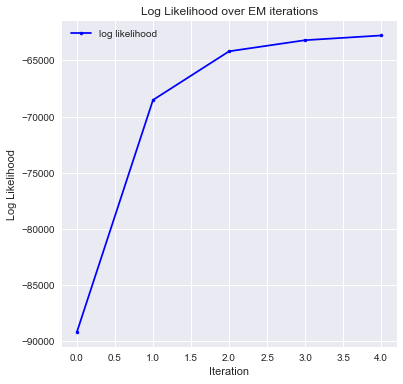 Log Likelihood over EM iterations
log likelihood
Log Likelihood
−65000
−70000
−75000
−80000
−85000
−90000
0.0 0.5 1.0 1.5 2.0 2.5 3.0 3.5 4.0
Iteration